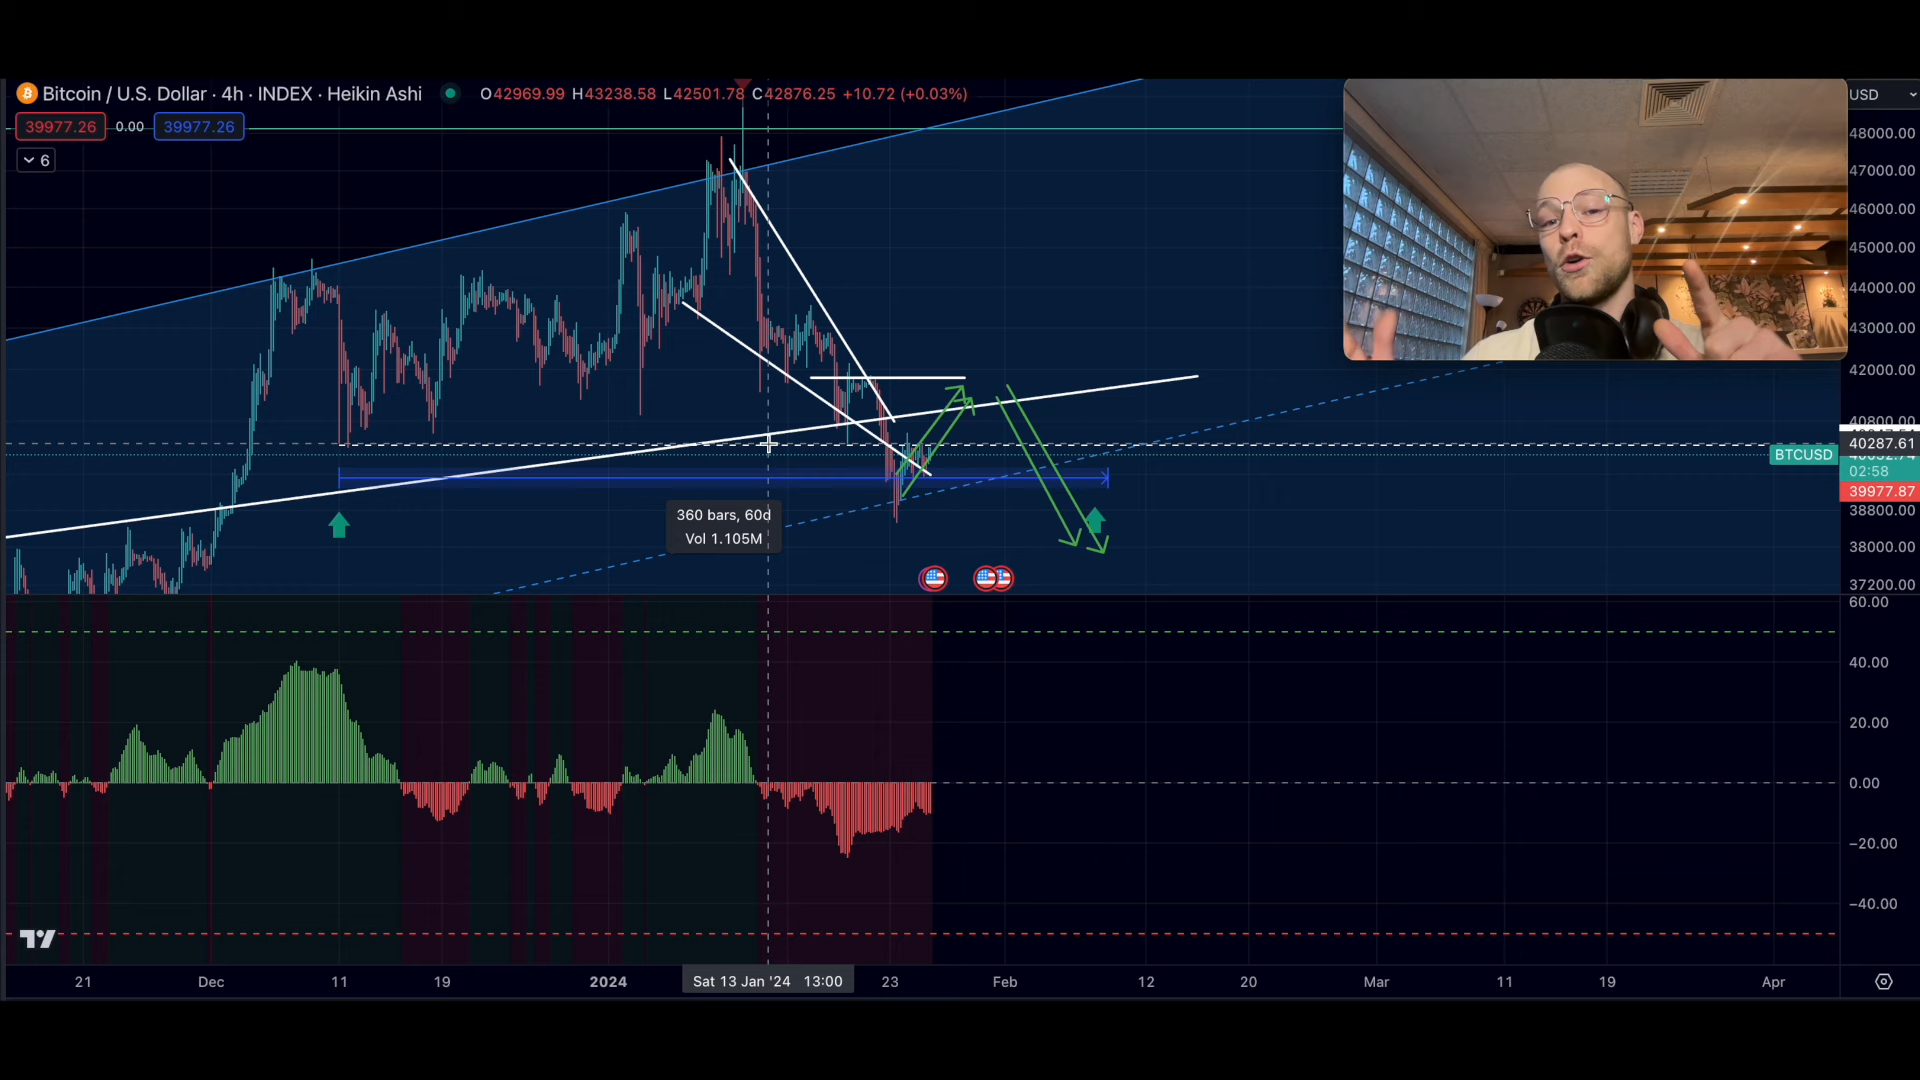 Bitcoin / U.S. Dollar · 4h · INDEX · Heikin Ashi
O42969.99 H43238.58 L42501.78 C42876.25 +10.72 (+0.03%)
USD
39977.26 0.00 39977.26
6
48000.00
47000.00
46000.00
45000.00
44000.00
43000.00
42000.00
40800.00
40287.61
BTCUSD
02:58
39977.87
38800.00
38000.00
37200.00
360 bars, 60d
Vol 1.105M
60.00
40.00
20.00
0.00
−20.00
−40.00
21 Dec 11 19 2024 Sat 13 Jan '24 13:00 23 Feb 12 20 Mar 11 19 Apr